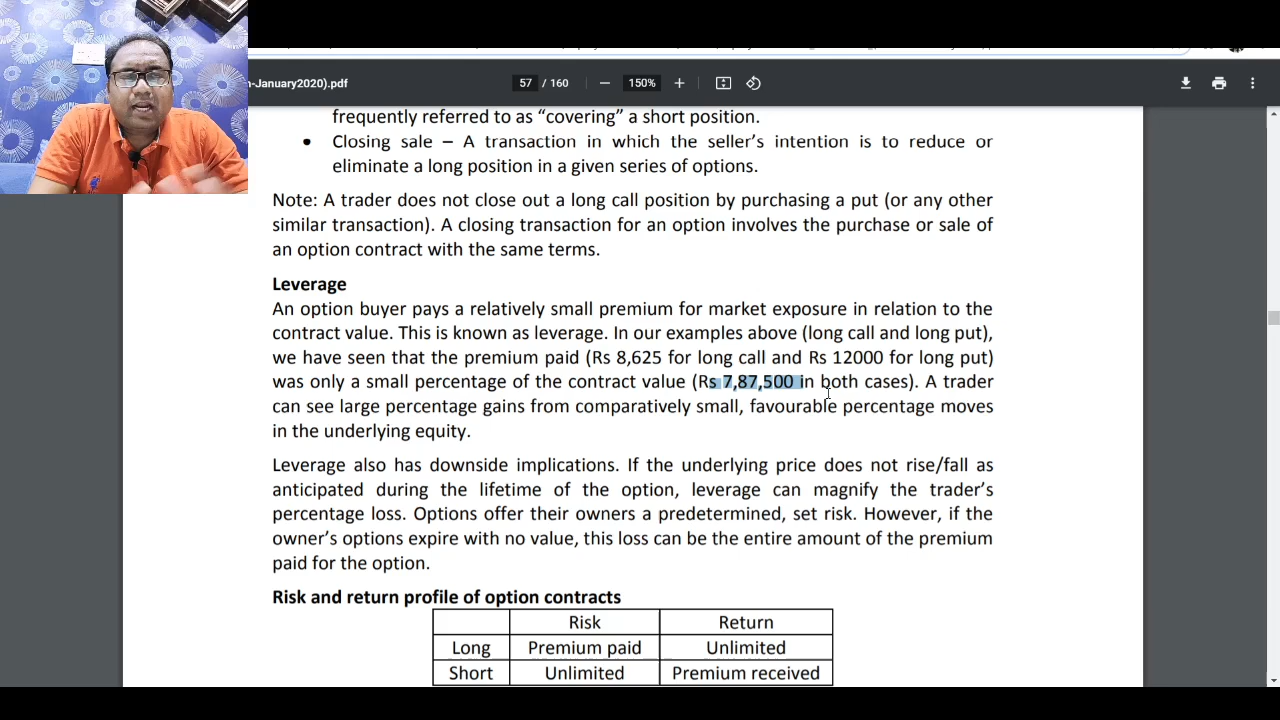 n-January2020).pdf
57 / 160
150%
frequently referred to as “covering” a short position.
• Closing sale – A transaction in which the seller’s intention is to reduce or
eliminate a long position in a given series of options.
Note: A trader does not close out a long call position by purchasing a put (or any other
similar transaction). A closing transaction for an option involves the purchase or sale of
an option contract with the same terms.
Leverage
An option buyer pays a relatively small premium for market exposure in relation to the
contract value. This is known as leverage. In our examples above (long call and long put),
we have seen that the premium paid (Rs 8,625 for long call and Rs 12000 for long put)
was only a small percentage of the contract value (Rs 7,87,500 in both cases). A trader
can see large percentage gains from comparatively small, favourable percentage moves
in the underlying equity.
Leverage also has downside implications. If the underlying price does not rise/fall as
anticipated during the lifetime of the option, leverage can magnify the trader’s
percentage loss. Options offer their owners a predetermined, set risk. However, if the
owner’s options expire with no value, this loss can be the entire amount of the premium
paid for the option.
Risk and return profile of option contracts
Risk Return
Long Premium paid Unlimited
Short Unlimited Premium received